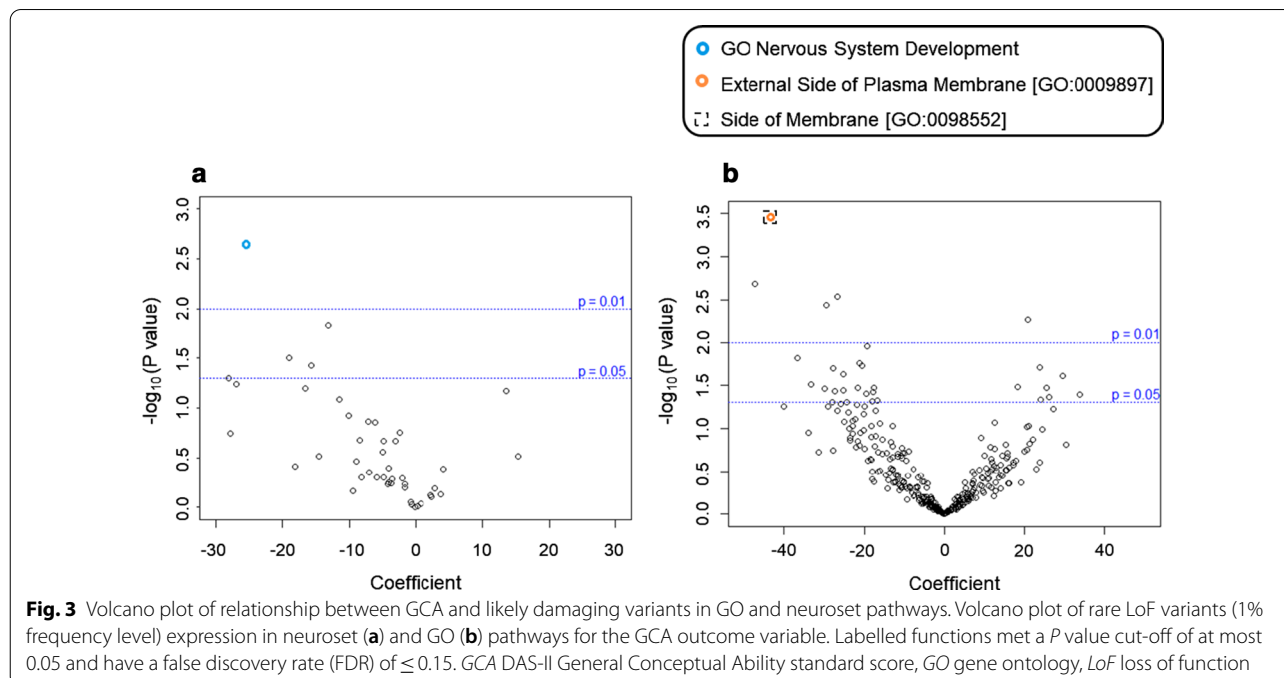 GO Nervous System Development
External Side of Plasma Membrane [GO:0009897]
Side of Membrane [GO:0098552]
a
3.0
2.5
2.0
1.5
1.0
0.5
0.0
-log10(P value)
p = 0.01
p = 0.05
-30 -20 -10 0 10 20 30
Coefficient
b
3.5
3.0
2.5
2.0
1.5
1.0
0.5
0.0
-log10(P value)
p = 0.01
p = 0.05
-40 -20 0 20 40
Coefficient
Fig. 3 Volcano plot of relationship between GCA and likely damaging variants in GO and neuroset pathways. Volcano plot of rare LoF variants (1%
frequency level) expression in neuroset (a) and GO (b) pathways for the GCA outcome variable. Labelled functions met a P value cut-off of at most
0.05 and have a false discovery rate (FDR) of ≤ 0.15. GCA DAS-II General Conceptual Ability standard score, GO gene ontology, LoF loss of function